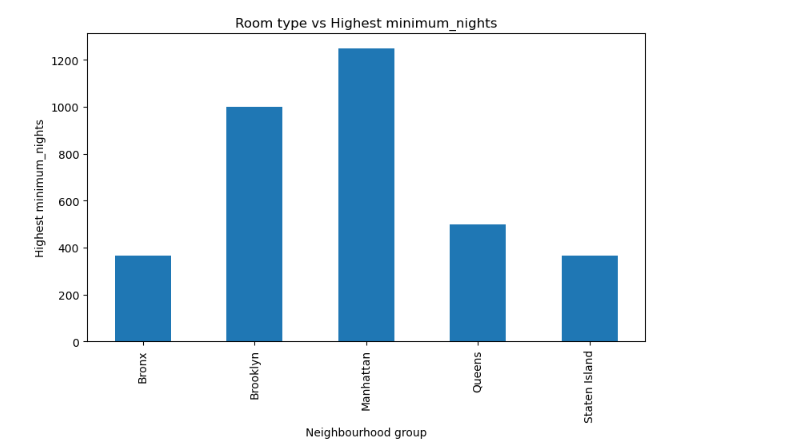 Room type vs Highest minimum_nights
Highest minimum_nights
1200
1000
800
600
400
200
0
Bronx
Brooklyn
Manhattan
Queens
Staten Island
Neighbourhood group